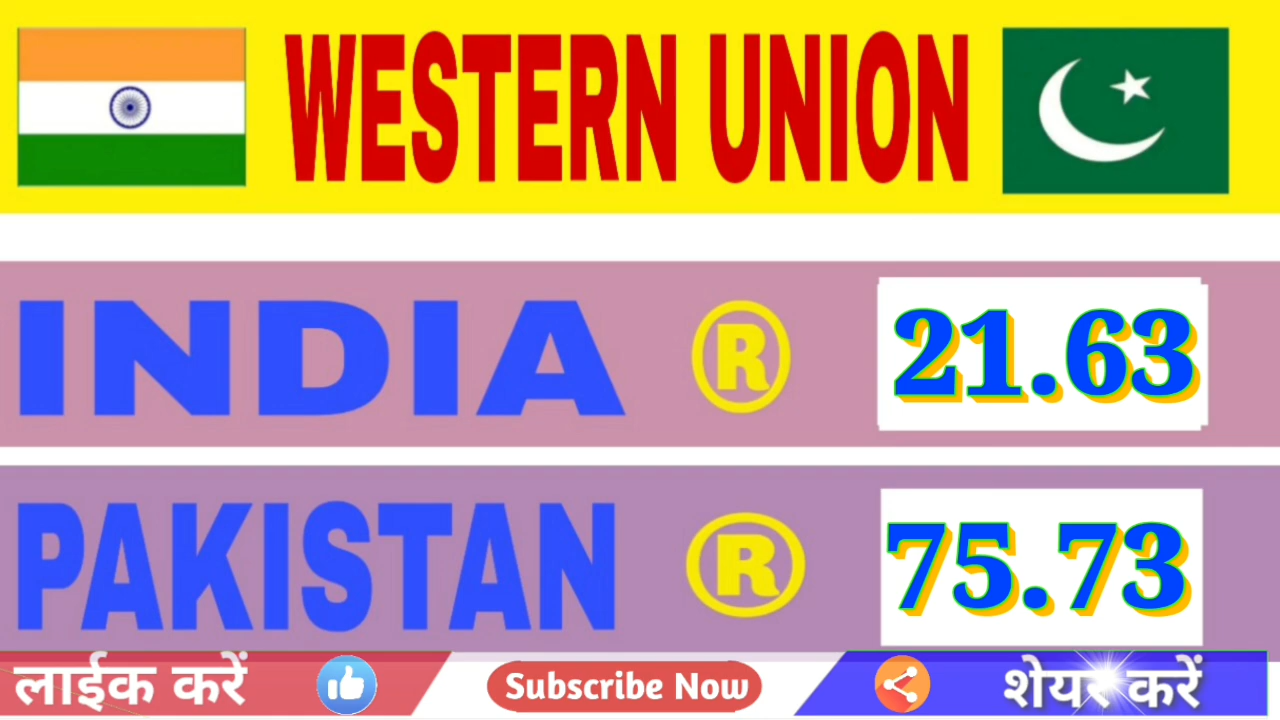 WESTERN UNION
INDIA ® 21.63
PAKISTAN ® 75.73
लाईक करें Subscribe Now शेयर करें